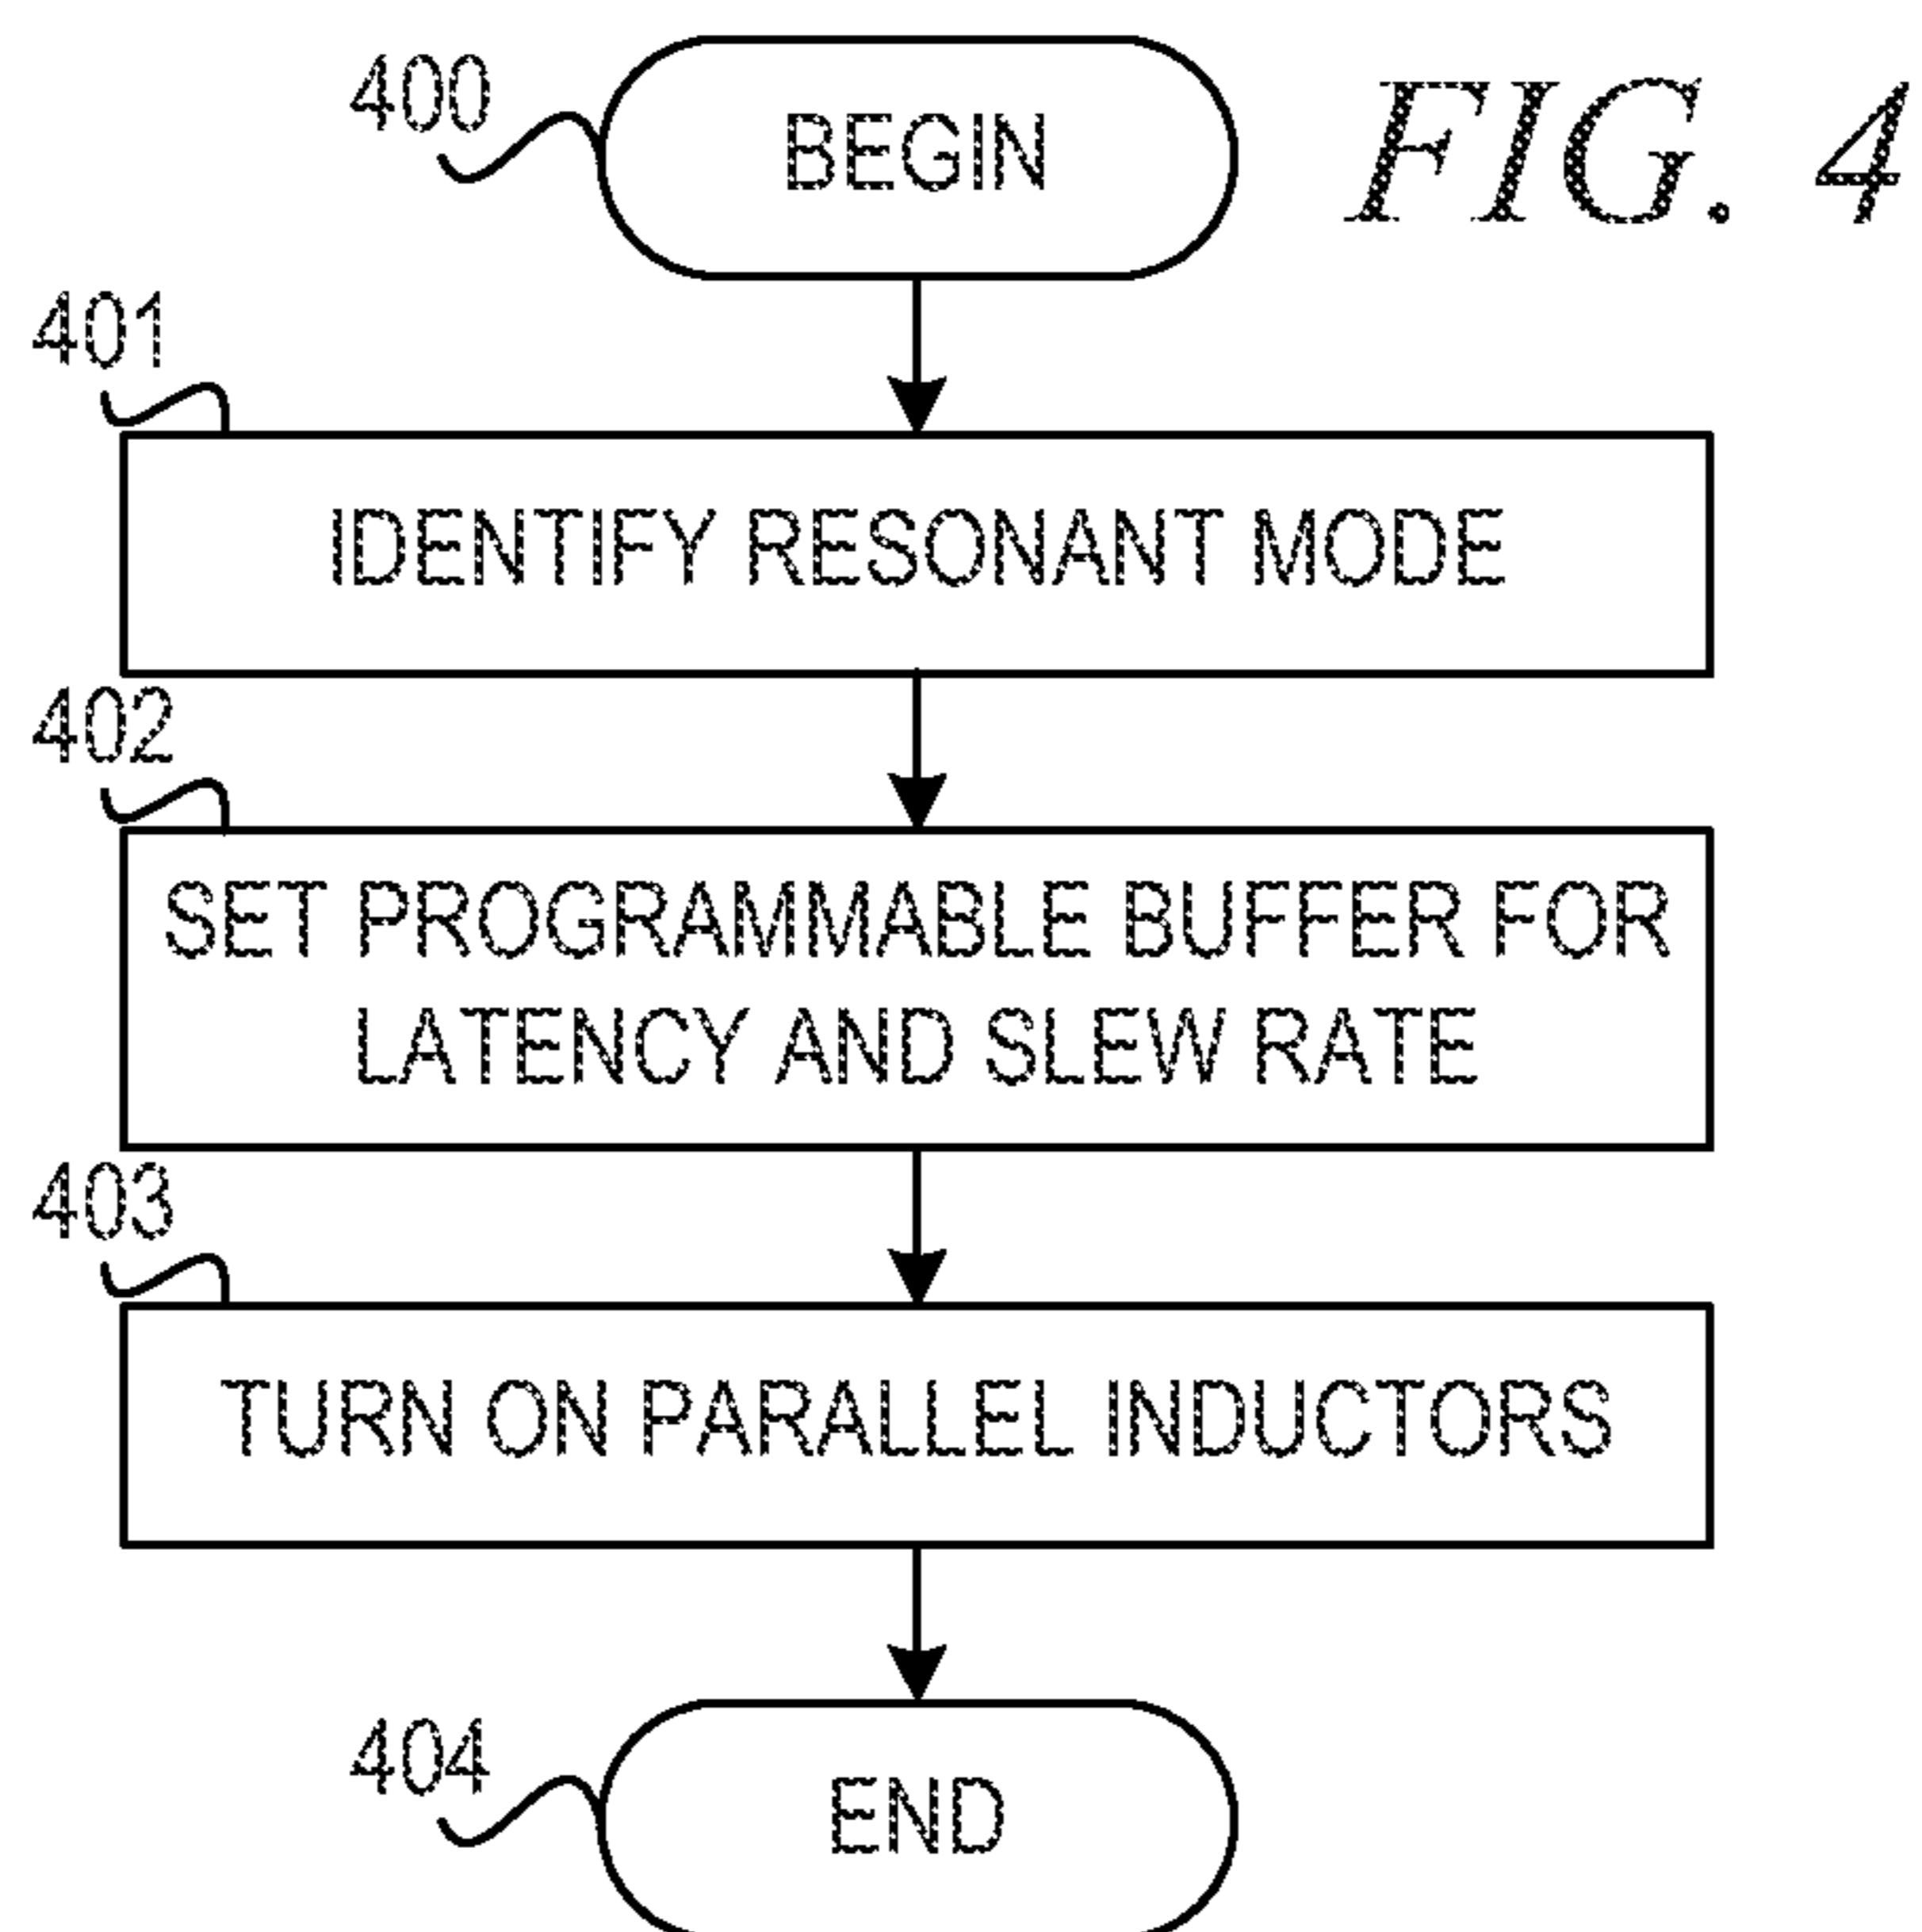 400
BEGIN
FIG. 4
401
IDENTIFY RESONANT MODE
402
SET PROGRAMMABLE BUFFER FOR
LATENCY AND SLEW RATE
403
TURN ON PARALLEL INDUCTORS
404
END